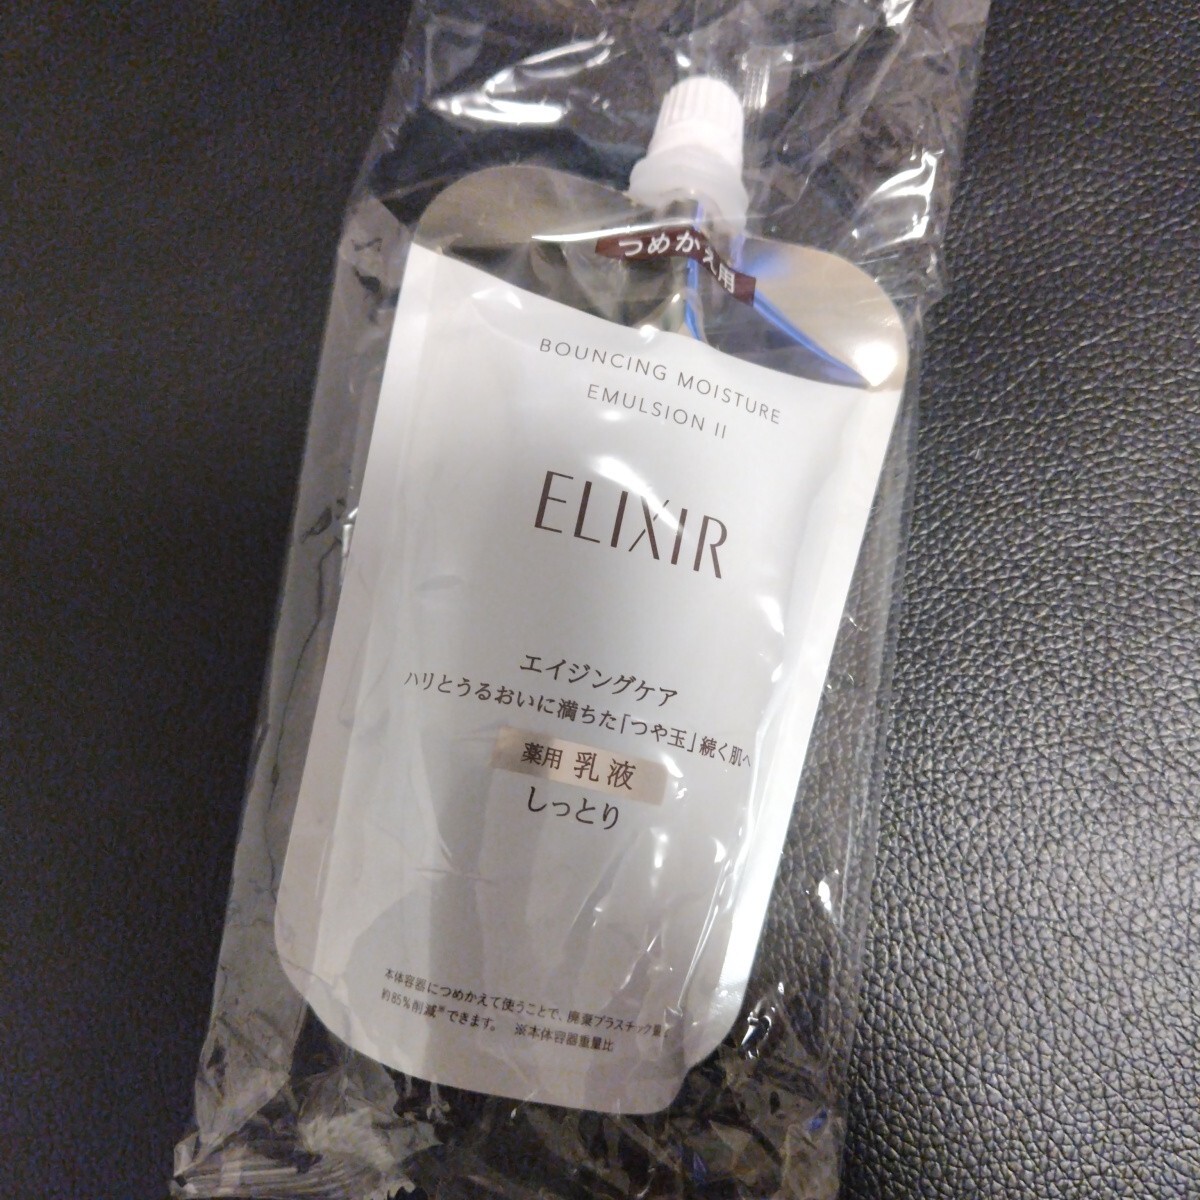 つめかえ用
BOUNCING MOISTURE
EMULSION II
ELIXIR
エイジングケア
ハリとうるおいに満ちた「つや玉」続く肌へ
薬用 乳液
しっとり
本体容器につめかえて使うことで、廃棄プラスチック量を
約85%削減※できます。 ※本体容器重量比